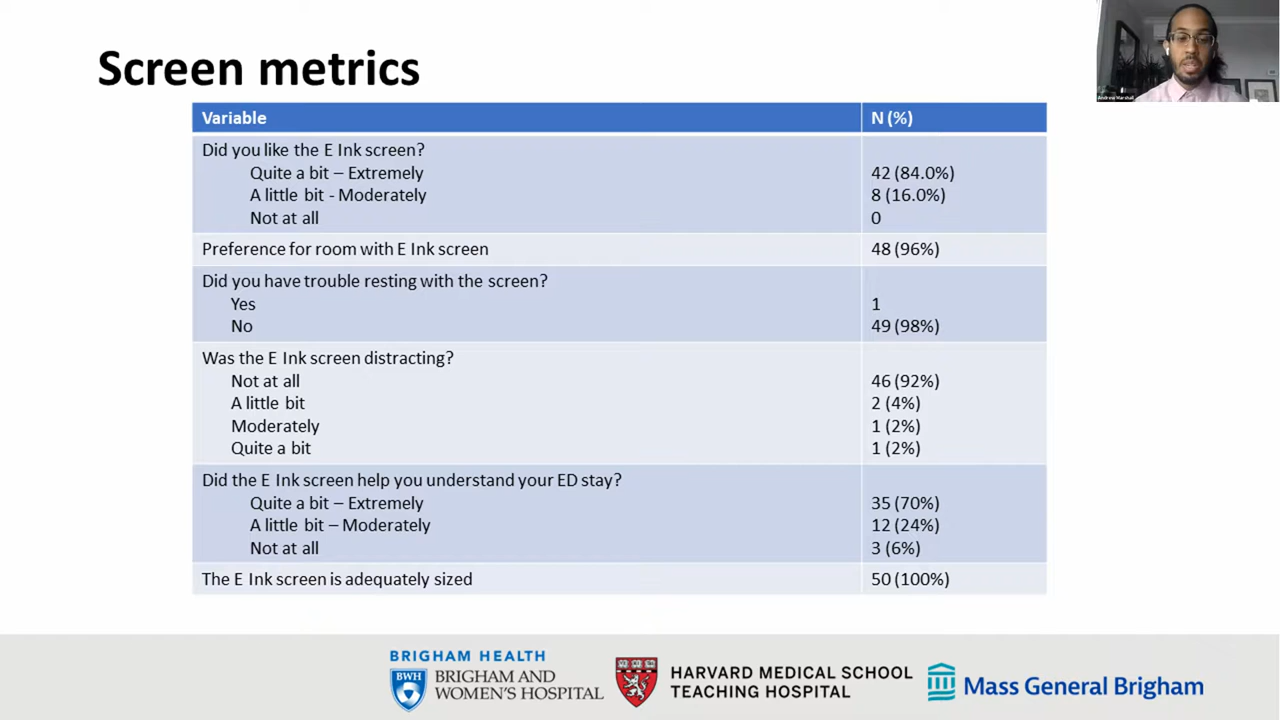 Screen metrics
Andrew Marshall
Variable N (%)
Did you like the E Ink screen?
Quite a bit – Extremely 42 (84.0%)
A little bit - Moderately 8 (16.0%)
Not at all 0
Preference for room with E Ink screen 48 (96%)
Did you have trouble resting with the screen?
Yes 1
No 49 (98%)
Was the E Ink screen distracting?
Not at all 46 (92%)
A little bit 2 (4%)
Moderately 1 (2%)
Quite a bit 1 (2%)
Did the E Ink screen help you understand your ED stay?
Quite a bit – Extremely 35 (70%)
A little bit – Moderately 12 (24%)
Not at all 3 (6%)
The E Ink screen is adequately sized 50 (100%)
BRIGHAM HEALTH
BWH
BRIGHAM AND
WOMEN'S HOSPITAL
HARVARD MEDICAL SCHOOL
TEACHING HOSPITAL
Mass General Brigham